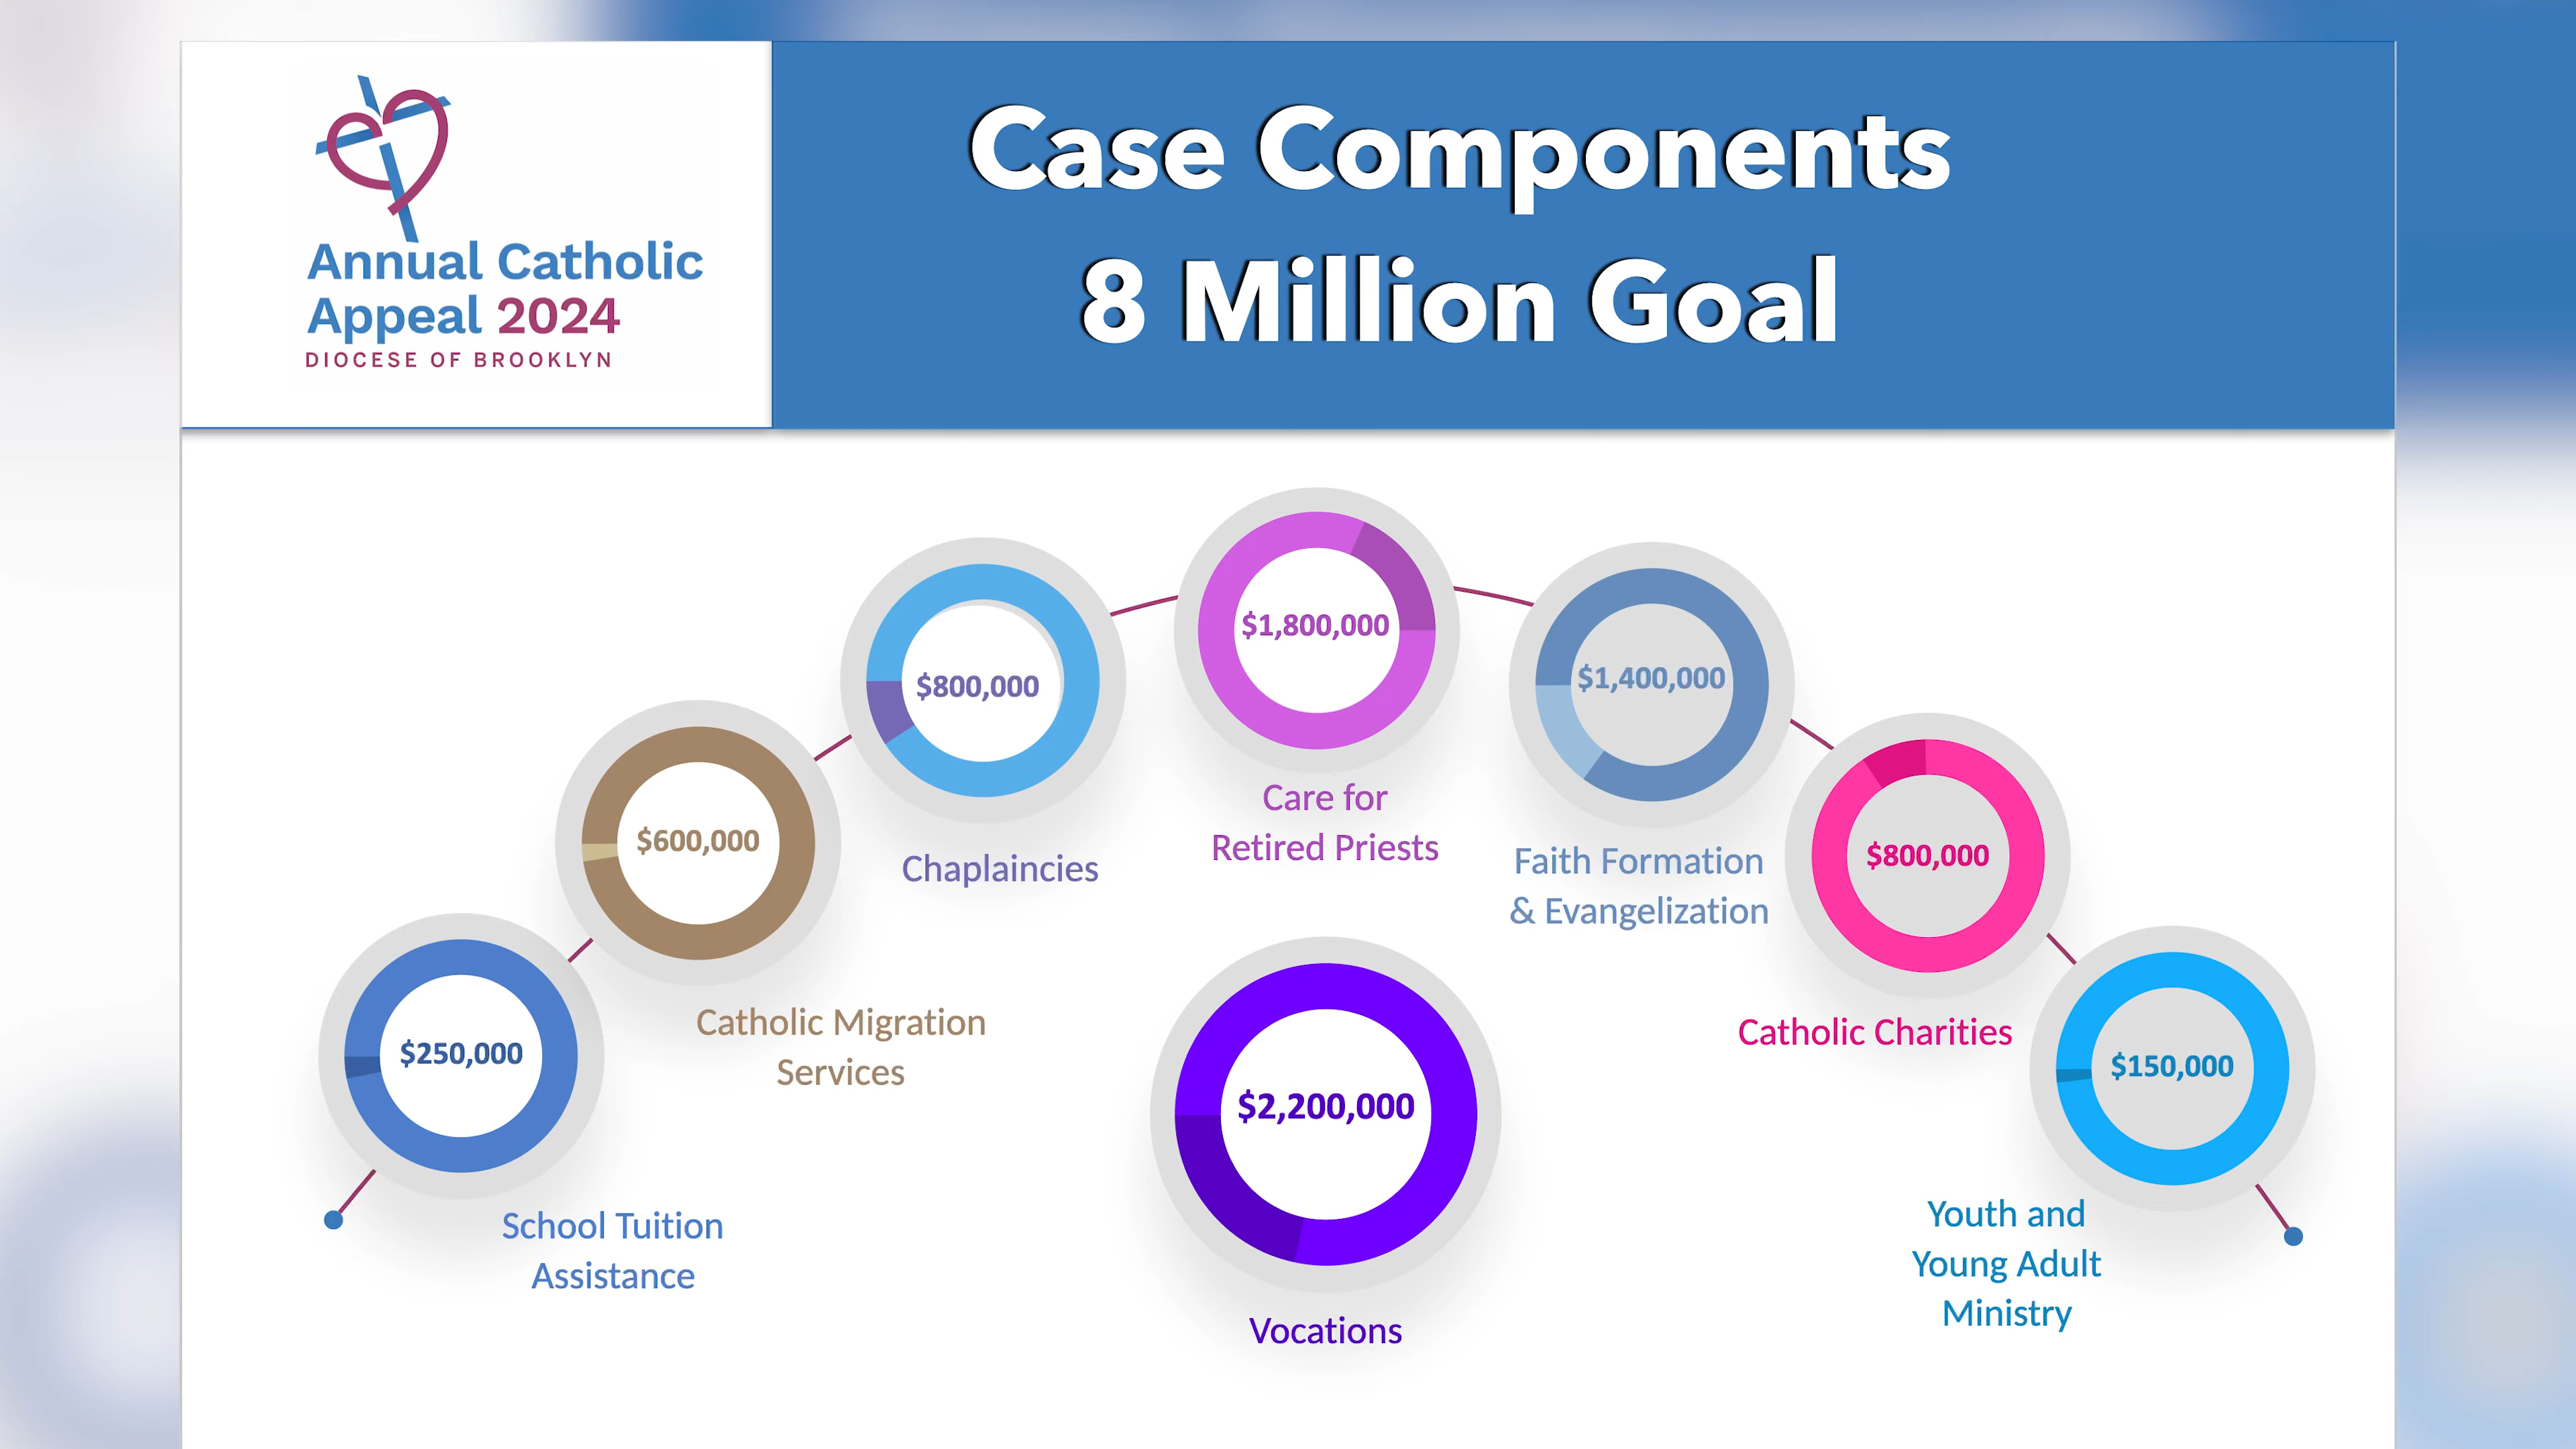 Annual Catholic
Appeal 2024
DIOCESE OF BROOKLYN
Case Components
8 Million Goal
$250,000
School Tuition
Assistance
$600,000
Catholic Migration
Services
$800,000
Chaplaincies
$1,800,000
Care for
Retired Priests
$1,400,000
Faith Formation
& Evangelization
$800,000
Catholic Charities
$150,000
Youth and
Young Adult
Ministry
$2,200,000
Vocations